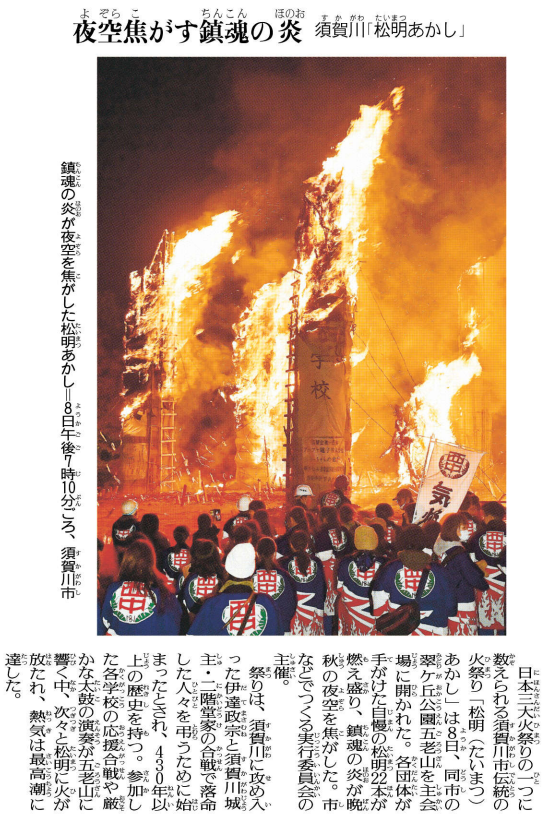 夜空焦がす鎮魂の炎 須賀川「松明あかし」
鎮魂の炎が夜空を焦がした松明あかし＝8日午後7時10分ごろ、須賀川市
学校
気
　日本三大火祭りの一つに
数えられる須賀川市伝統の
火祭り「松明（たいまつ）
あかし」は8日、同市の
翠ケ丘公園五老山を主会
場に開かれた。各団体が
手がけた自慢の松明22本が
燃え盛り、鎮魂の炎が晩
秋の夜空を焦がした。市
などでつくる実行委員会の
主催。
　祭りは、須賀川に攻め入
った伊達政宗と須賀川城
主・二階堂家の合戦で落命
した人々を弔うために始
まったとされ、430年以
上の歴史を持つ。参加し
た各学校の応援合戦や厳
かな太鼓の演奏が五老山に
響く中、次々と松明に火が
放たれ、熱気は最高潮に
達した。